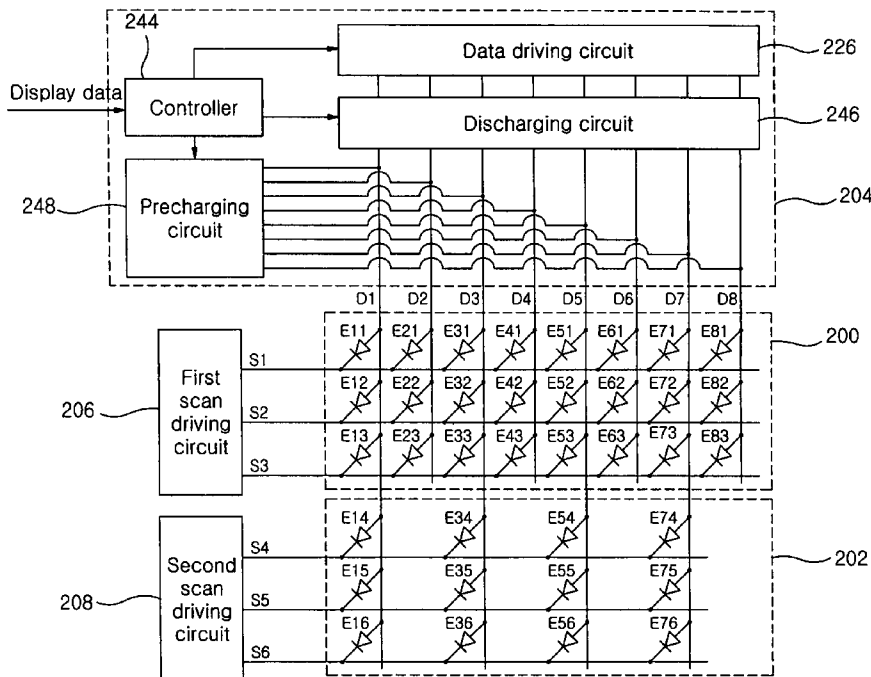 244
Data driving circuit
226
Display data
Controller
Discharging circuit
246
248
Precharging
circuit
204
D1 D2 D3 D4 D5 D6 D7 D8
E11 E21 E31 E41 E51 E61 E71 E81
200
S1
First
scan
driving
circuit
206
E12 E22 E32 E42 E52 E62 E72 E82
S2
E13 E23 E33 E43 E53 E63 E73 E83
S3
E14 E34 E54 E74
S4
202
Second
scan
driving
circuit
208
E15 E35 E55 E75
S5
E16 E36 E56 E76
S6